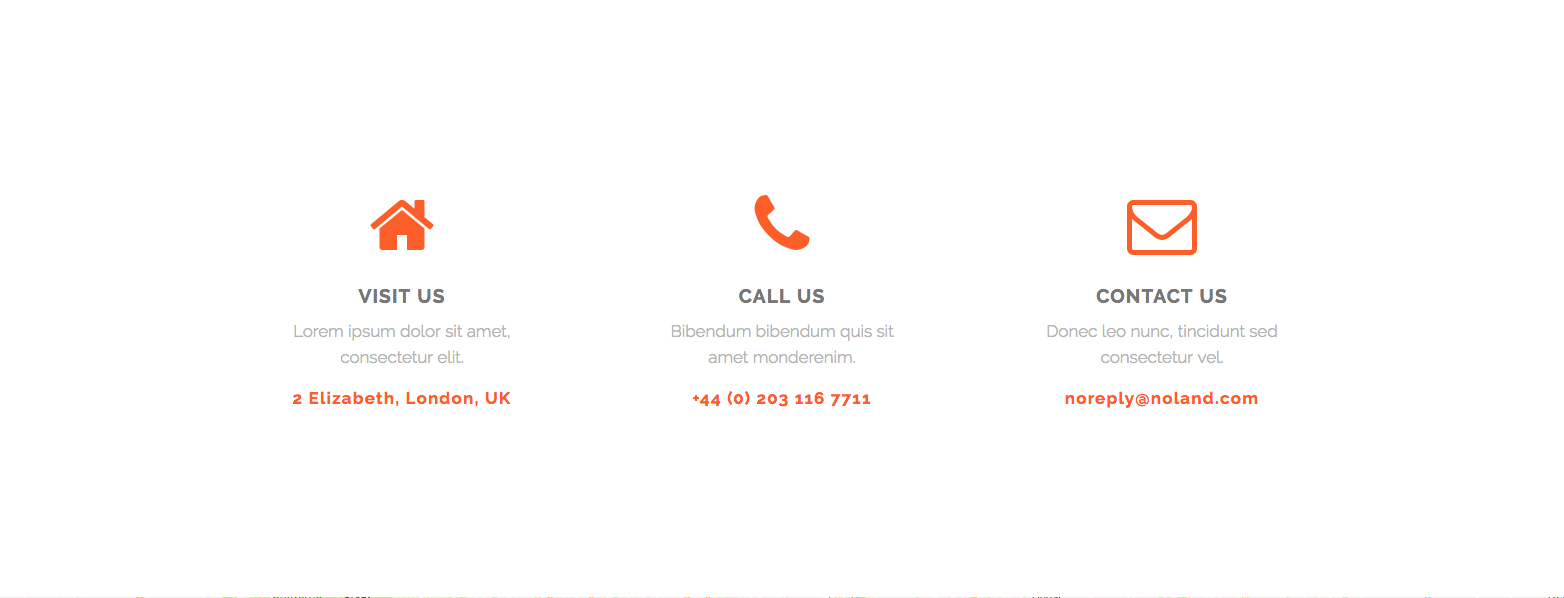 VISIT US
Lorem ipsum dolor sit amet,
consectetur elit.
2 Elizabeth, London, UK
CALL US
Bibendum bibendum quis sit
amet monderenim.
+44 (0) 203 116 7711
CONTACT US
Donec leo nunc, tincidunt sed
consectetur vel.
noreply@noland.com